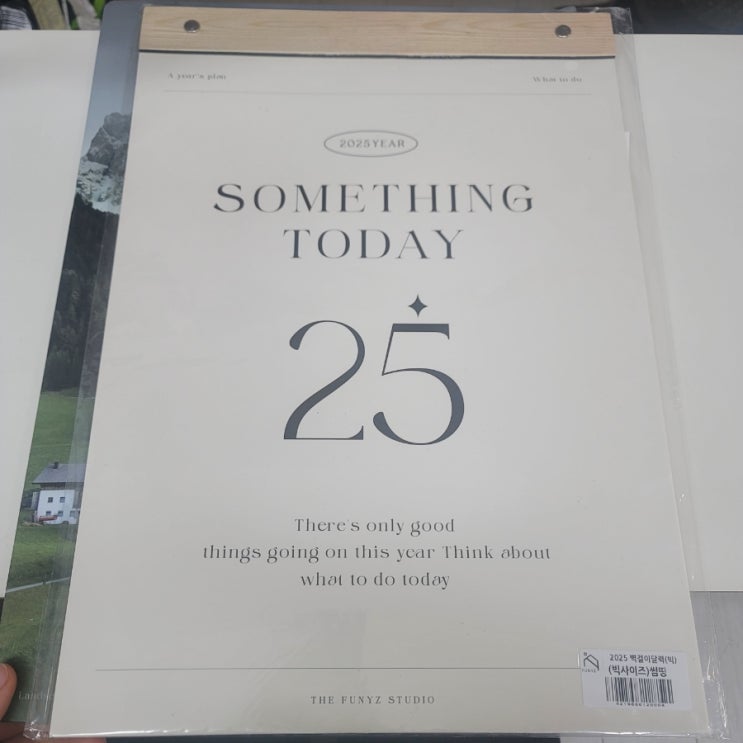 A year's plan
What to do
2025YEAR
SOMETHING
TODAY
25
There's only good
things going on this year Think about
what to do today
THE FUNYZ STUDIO
2025 벽걸이달력(빅)
(빅사이즈)썸띵
FUNYZ